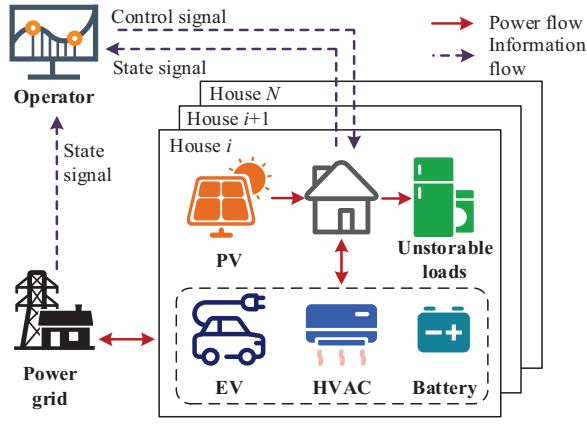 Control signal
Power flow
State signal
Information
flow
Operator
House N
House i+1
House i
State
signal
PV
Unstorable
loads
Power
grid
EV
HVAC
Battery